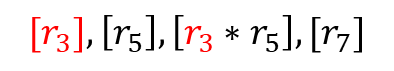 [r₃], [r₅], [r₃ * r₅], [r₇]